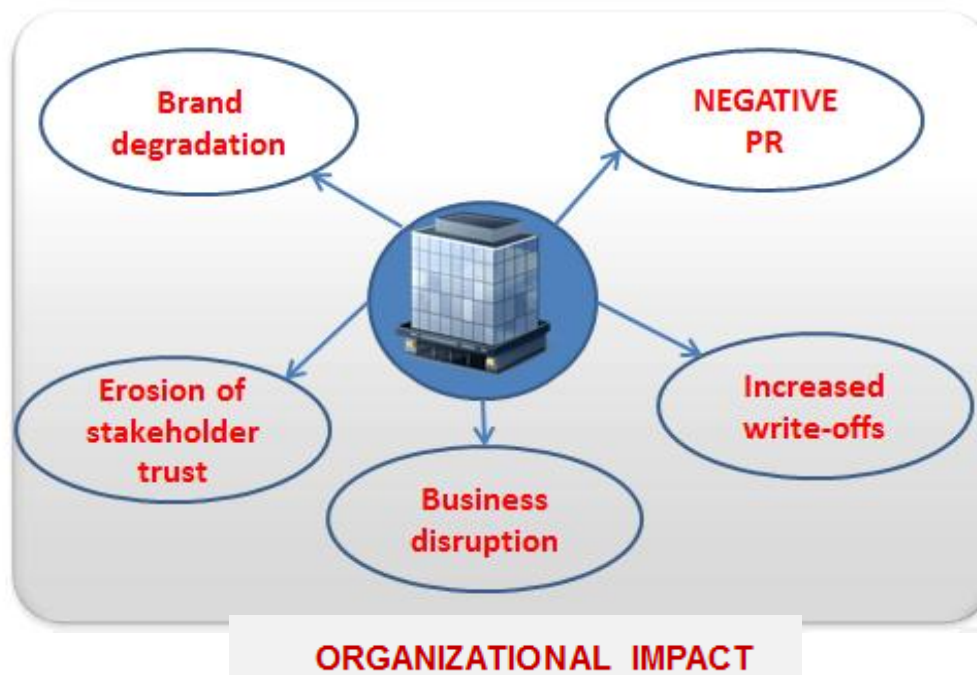 Brand
degradation
NEGATIVE
PR
Erosion of
stakeholder
trust
Increased
write-offs
Business
disruption
ORGANIZATIONAL IMPACT